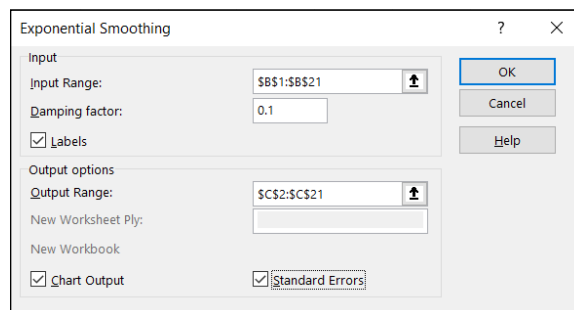 Exponential Smoothing ? ×
Input
Input Range: $B$1:$B$21
Damping factor: 0.1
Labels
OK
Cancel
Help
Output options
Output Range: $C$2:$C$21
New Worksheet Ply:
New Workbook
Chart Output Standard Errors